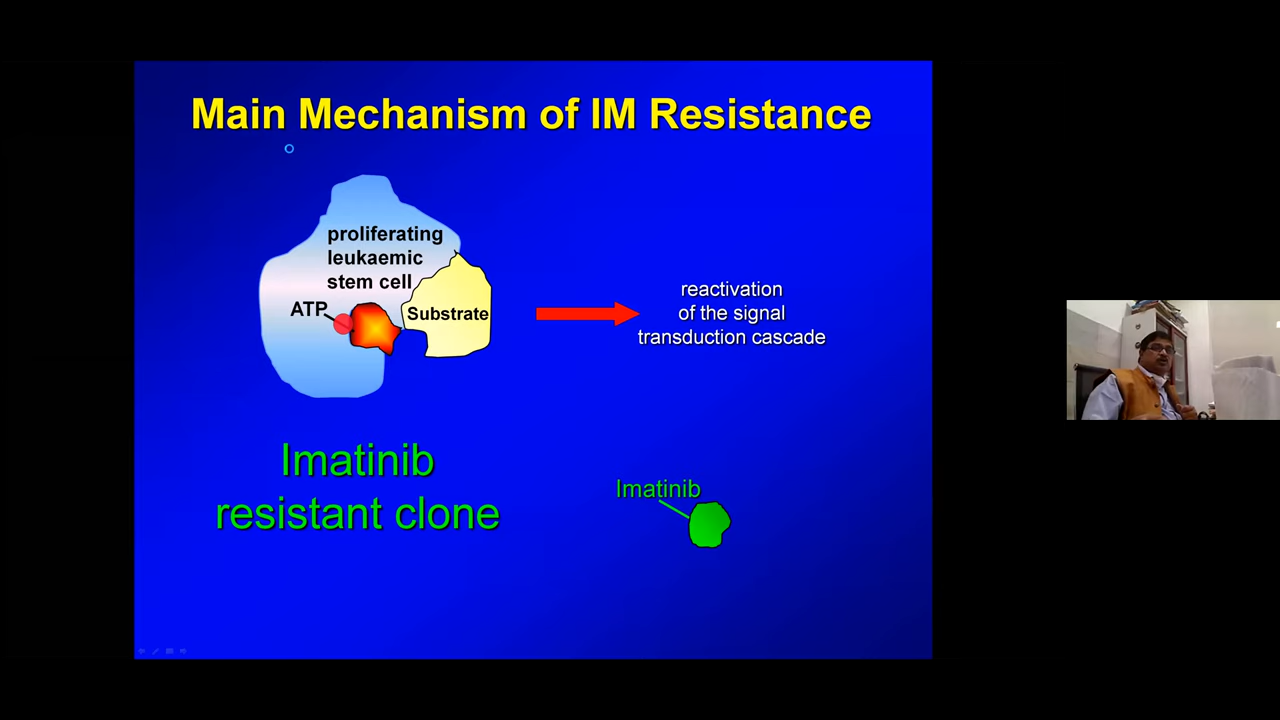 Main Mechanism of IM Resistance
proliferating
leukaemic
stem cell
ATP
Substrate
reactivation
of the signal
transduction cascade
Imatinib
resistant clone
Imatinib